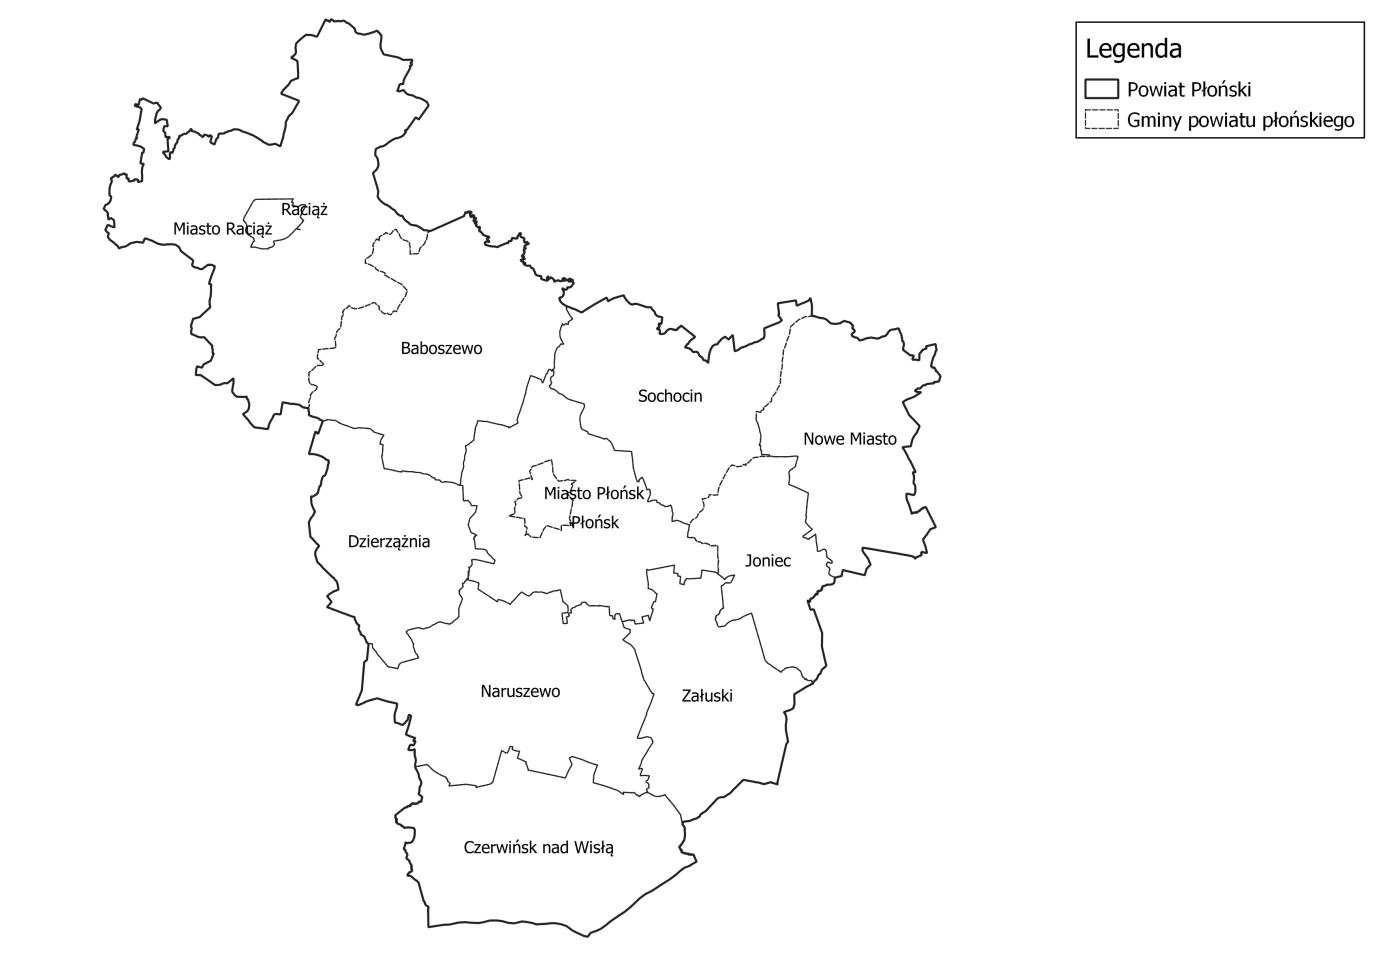 Legenda
Powiat Płoński
Gminy powiatu płońskiego
Raciąż
Miasto Raciąż
Baboszewo
Sochocin
Nowe Miasto
Miasto Płońsk
Płońsk
Dzierzążnia
Joniec
Naruszewo
Załuski
Czerwińsk nad Wisłą